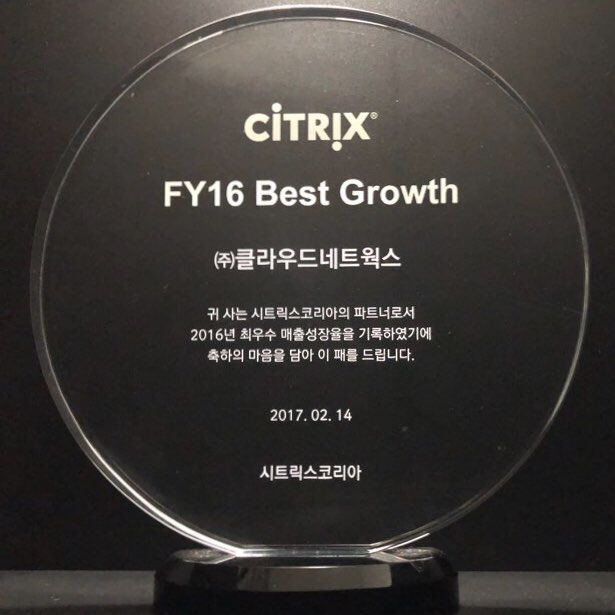 CİTRIX®
FY16 Best Growth
㈜클라우드네트웍스
귀 사는 시트릭스코리아의 파트너로서
2016년 최우수 매출성장율을 기록하였기에
축하의 마음을 담아 이 패를 드립니다.
2017. 02. 14
시트릭스코리아